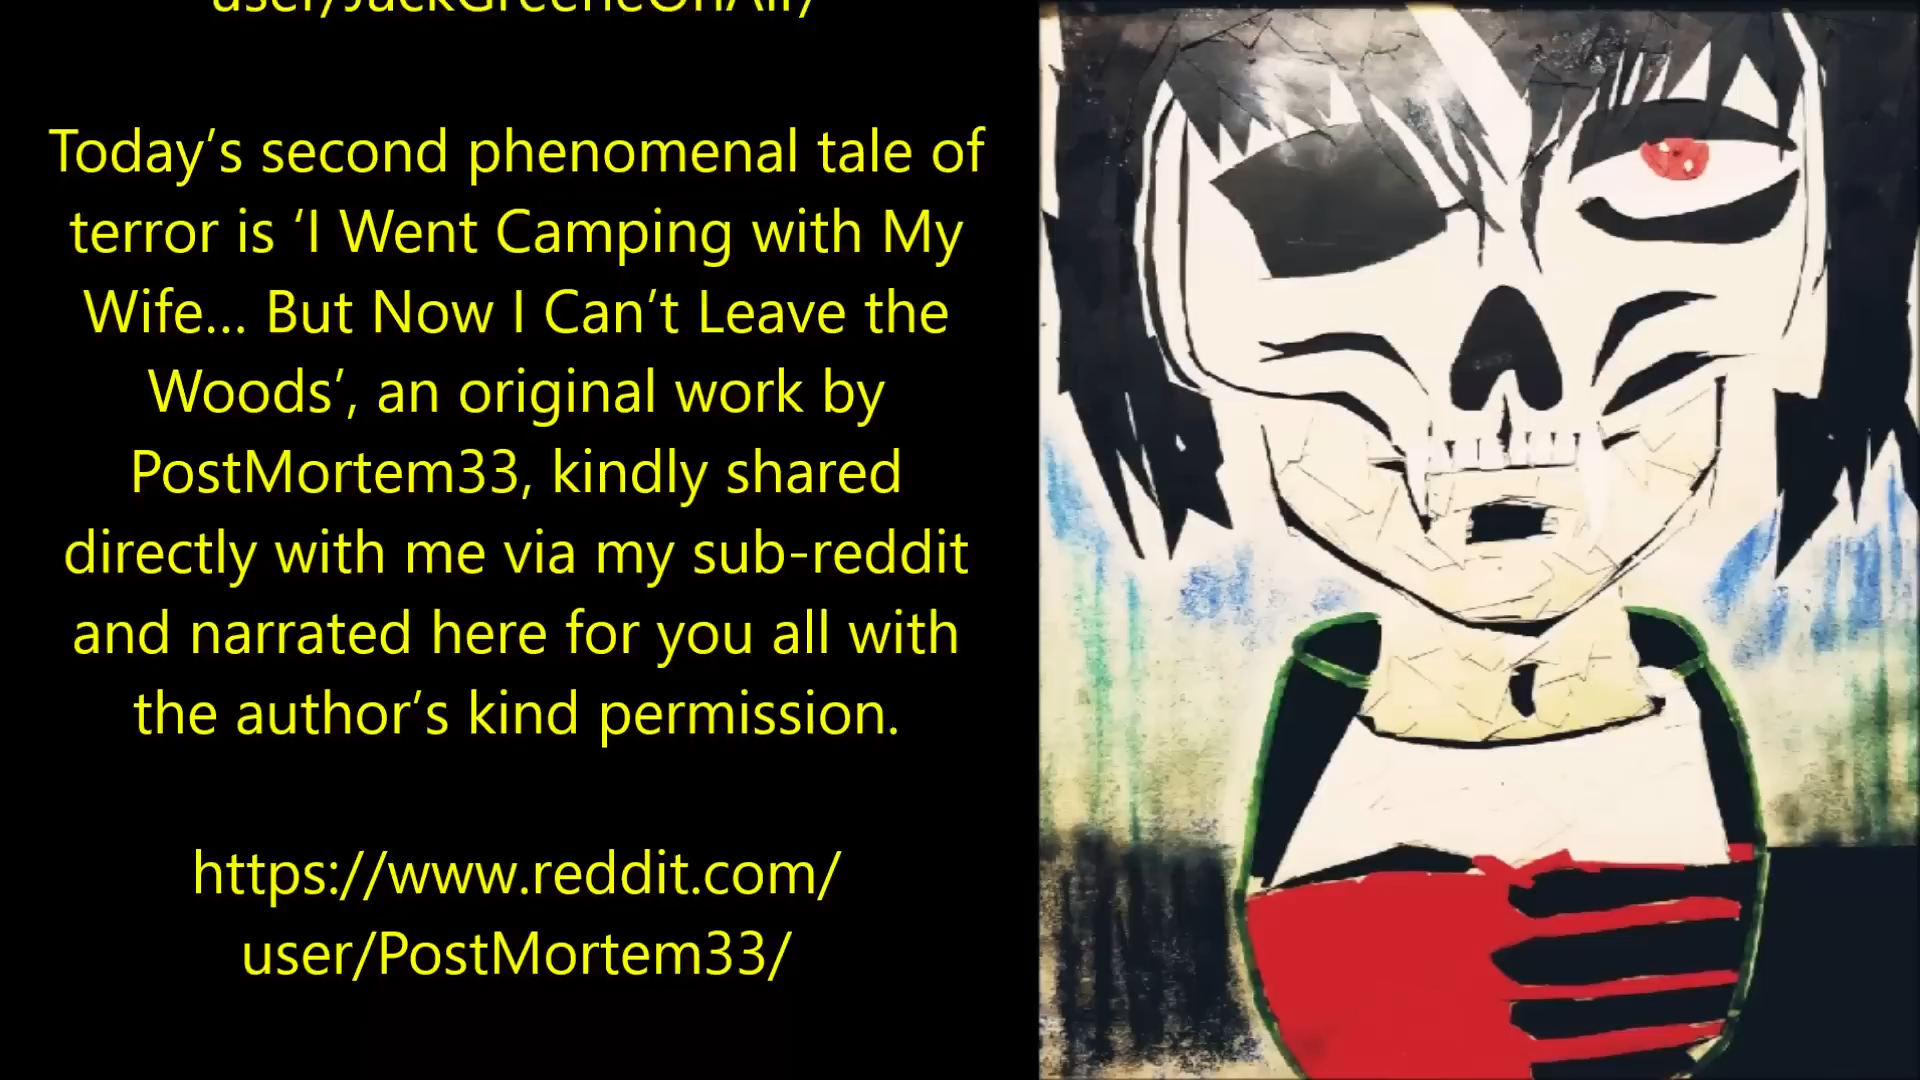 user/JackGreeneOnAir/
Today’s second phenomenal tale of
terror is ‘I Went Camping with My
Wife… But Now I Can’t Leave the
Woods’, an original work by
PostMortem33, kindly shared
directly with me via my sub-reddit
and narrated here for you all with
the author’s kind permission.
https://www.reddit.com/
user/PostMortem33/